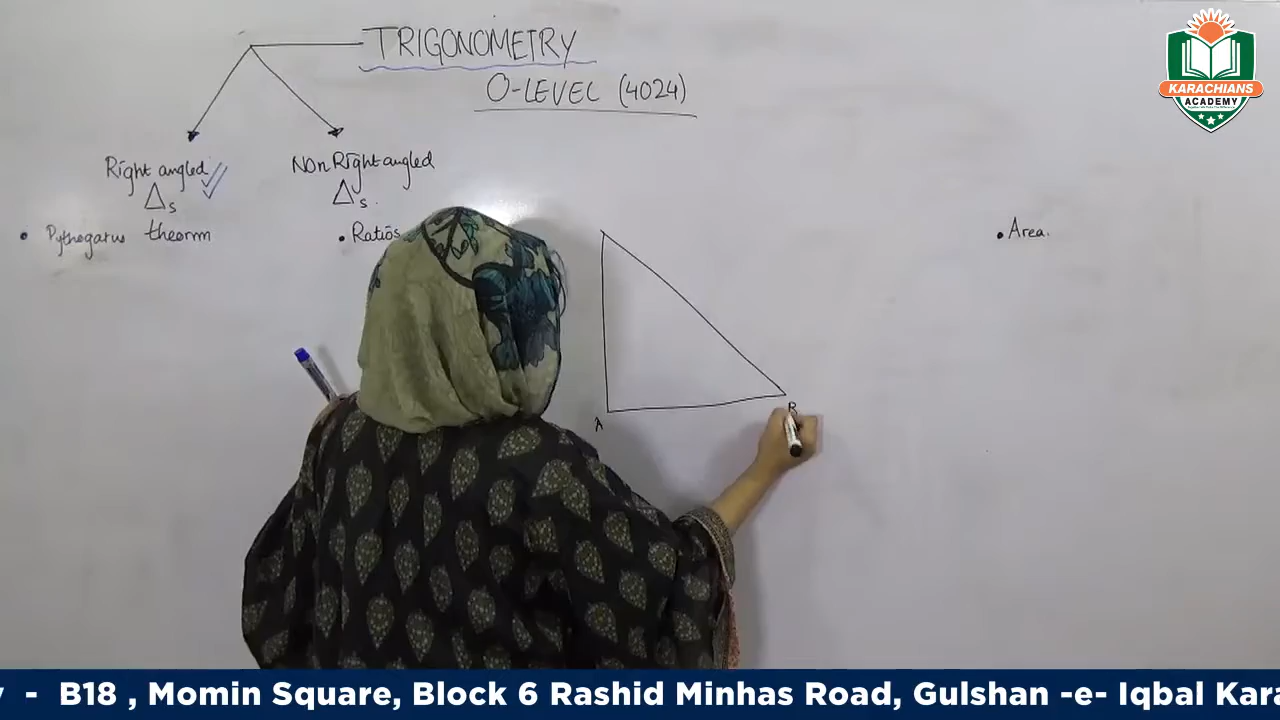 TRIGONOMETRY
O-LEVEL (4024)
Right angled
Δs
Non Right angled
Δs.
• Pythegarus theorm
• Ratios
• Area.
A
B
KARACHIANS
ACADEMY
- B18 , Momin Square, Block 6 Rashid Minhas Road, Gulshan -e- Iqbal Kara